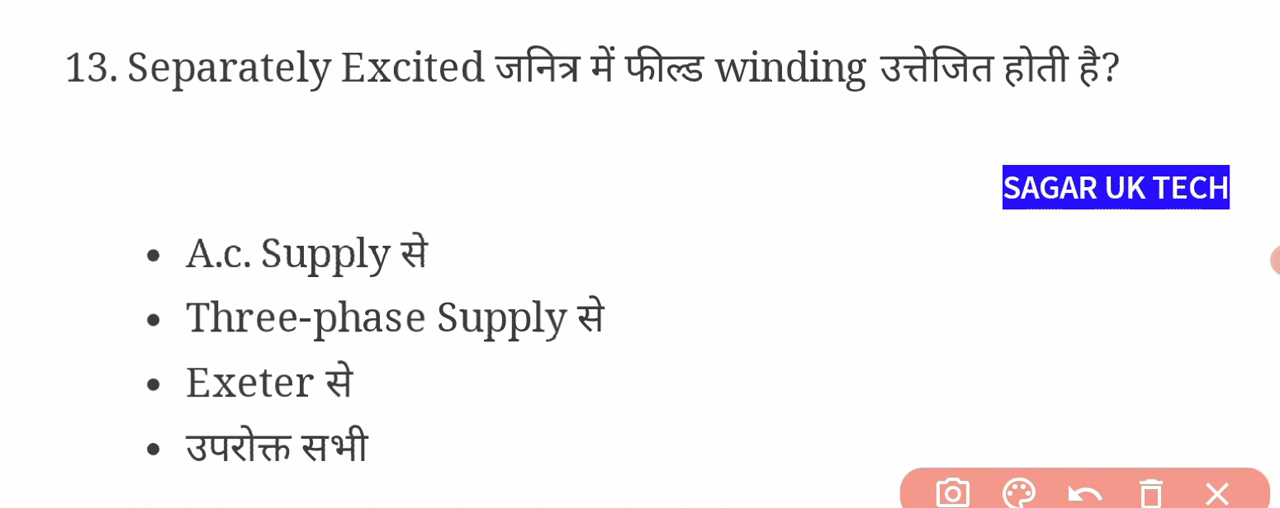 13. Separately Excited जनित्र में फील्ड winding उत्तेजित होती है?
SAGAR UK TECH
• A.c. Supply से
• Three-phase Supply से
• Exeter से
• उपरोक्त सभी